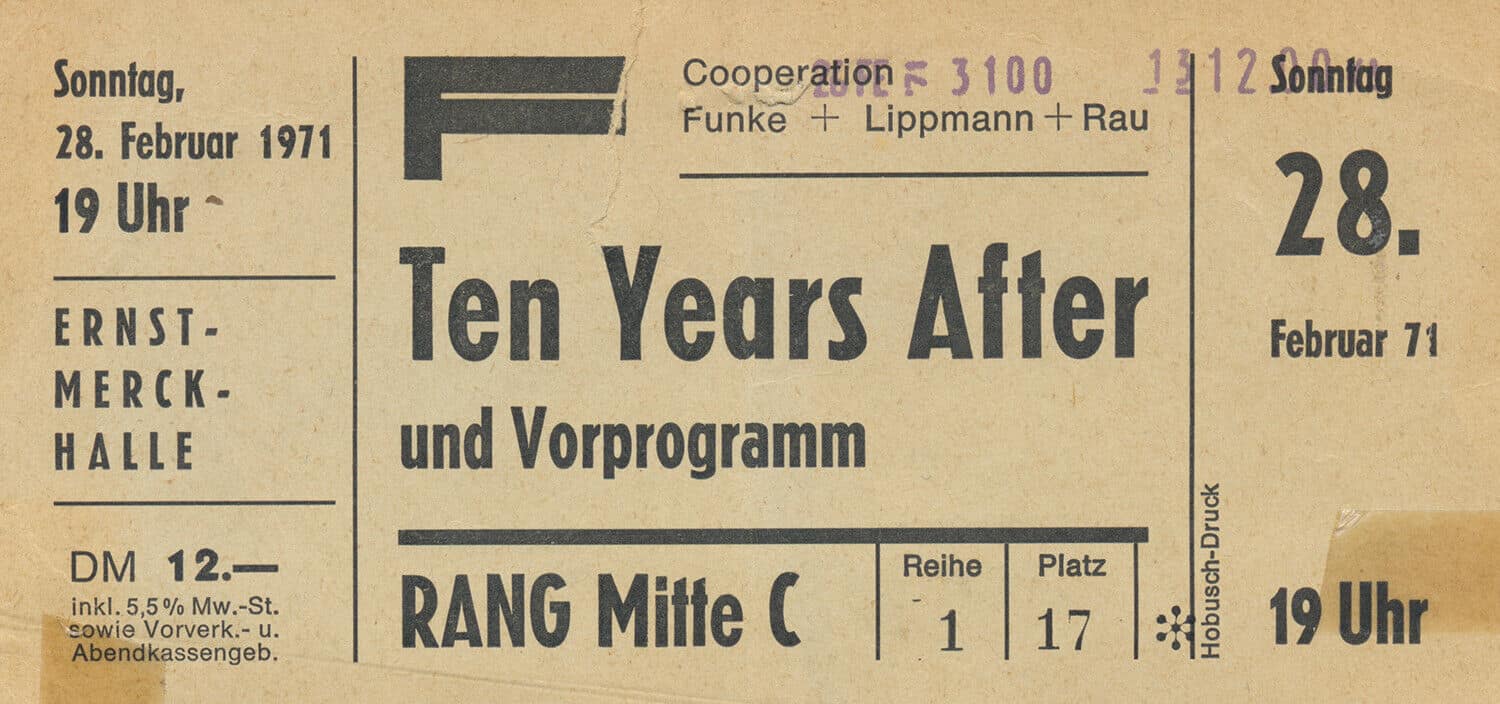 Sonntag,
28. Februar 1971
19 Uhr
ERNST-
MERCK-
HALLE
DM 12.—
inkl. 5,5% Mw.-St.
sowie Vorverk.- u.
Abendkassengeb.
F
Cooperation
Funke + Lippmann + Rau
3100
Ten Years After
und Vorprogramm
RANG Mitte C
Reihe
1
Platz
17
Hobusch-Druck
Sonntag
28.
Februar 71
19 Uhr